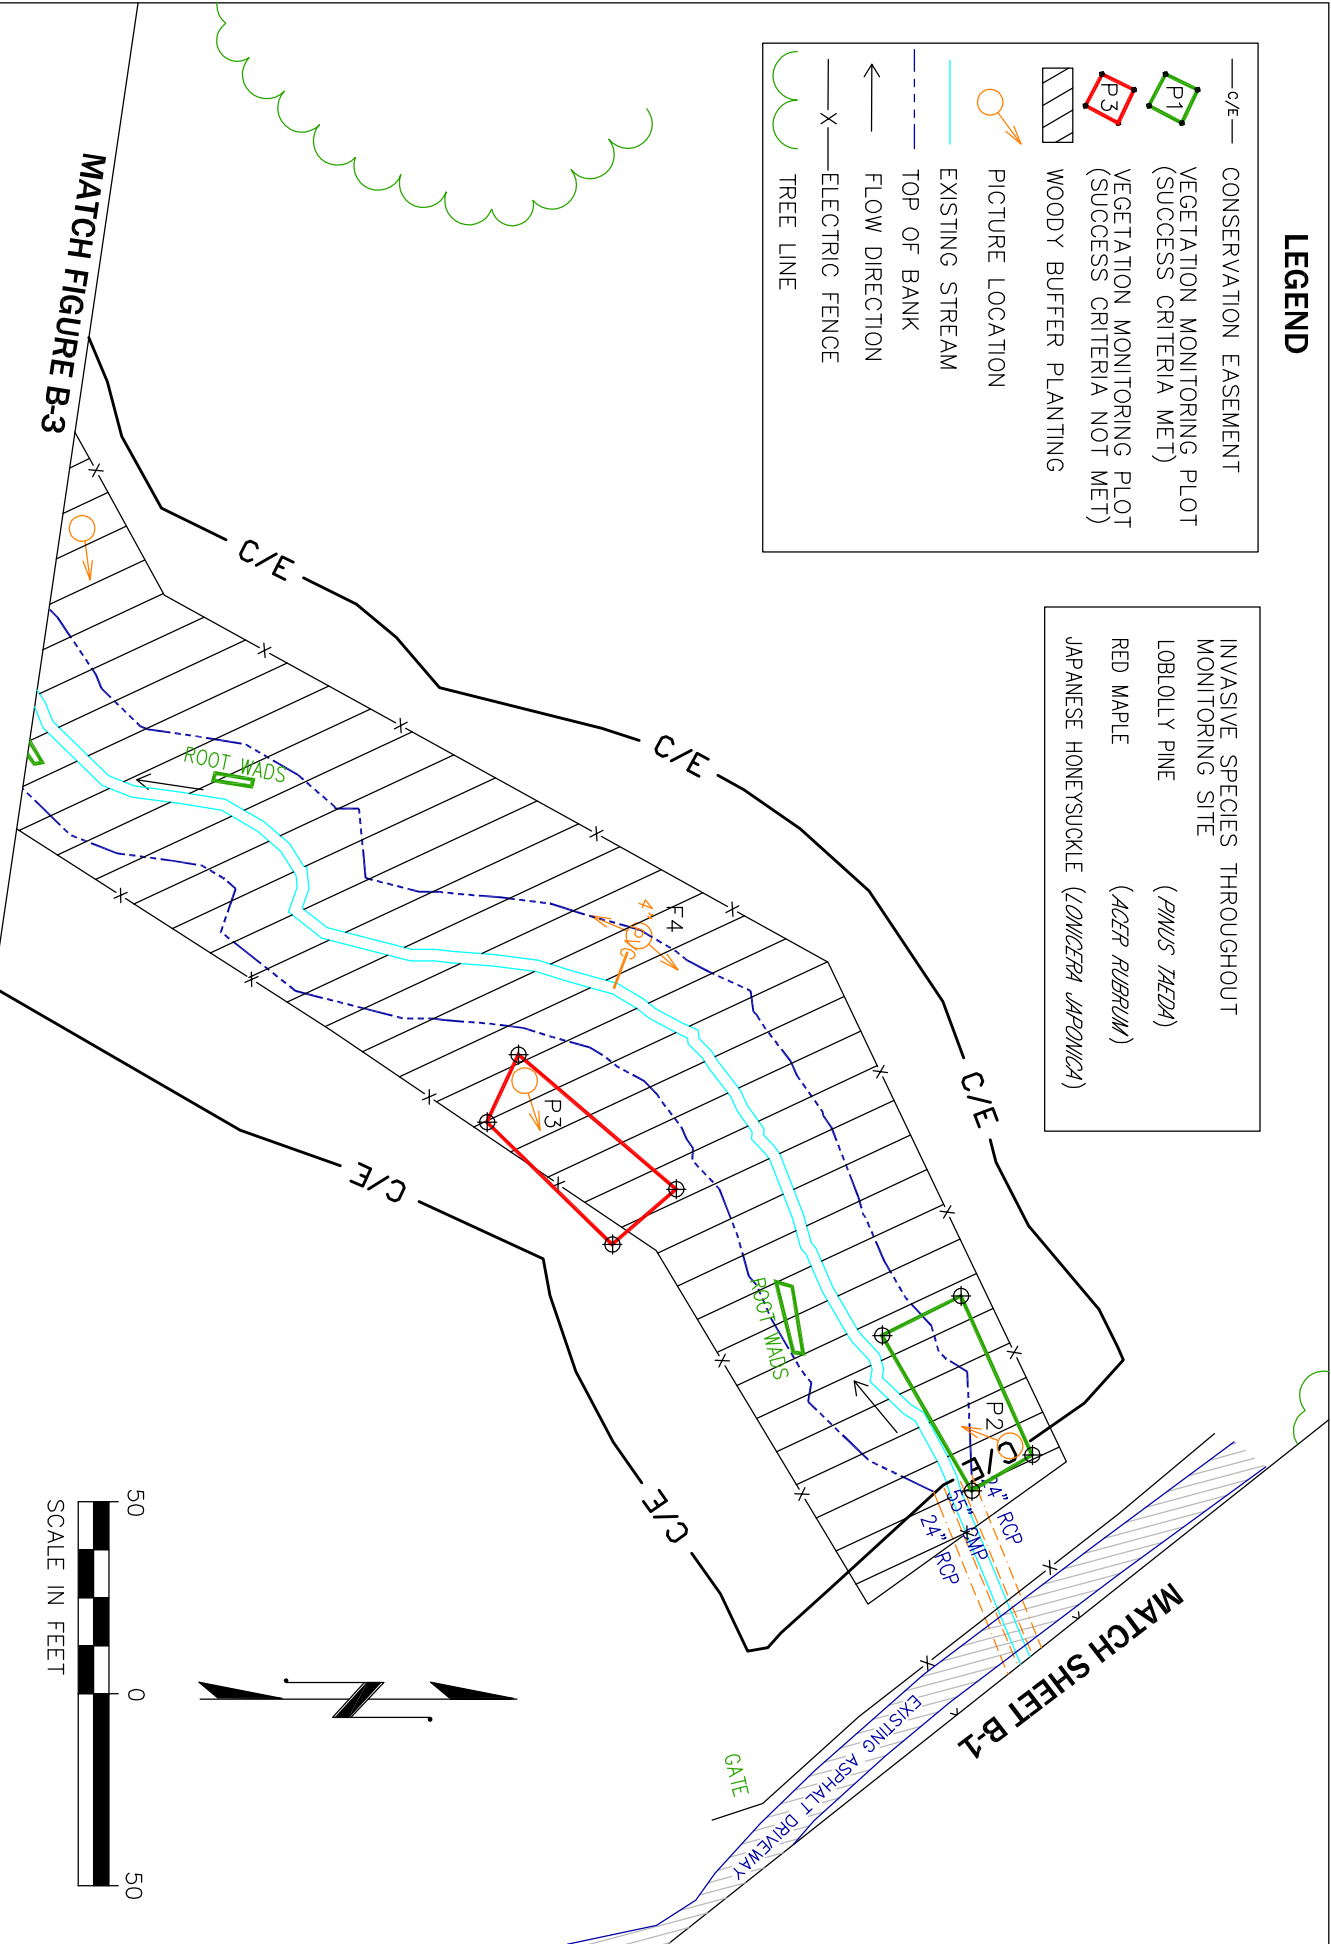 LEGEND
C/E
CONSERVATION EASEMENT
P1
VEGETATION MONITORING PLOT
(SUCCESS CRITERIA MET)
P3
VEGETATION MONITORING PLOT
(SUCCESS CRITERIA NOT MET)
WOODY BUFFER PLANTING
PICTURE LOCATION
EXISTING STREAM
TOP OF BANK
FLOW DIRECTION
X
ELECTRIC FENCE
TREE LINE
INVASIVE SPECIES THROUGHOUT
MONITORING SITE
LOBLOLLY PINE (PINUS TAEDA)
RED MAPLE (ACER RUBRUM)
JAPANESE HONEYSUCKLE (LONICERA JAPONICA)
MATCH FIGURE B-3
C/E
C/E
C/E
C/E
C/E
C/E
ROOT WADS
F4
4" PVC
P3
ROOT WADS
P2
24" RCP
55" CMP
24" RCP
MATCH SHEET B-1
EXISTING ASPHALT DRIVEWAY
GATE
50 0 50
SCALE IN FEET